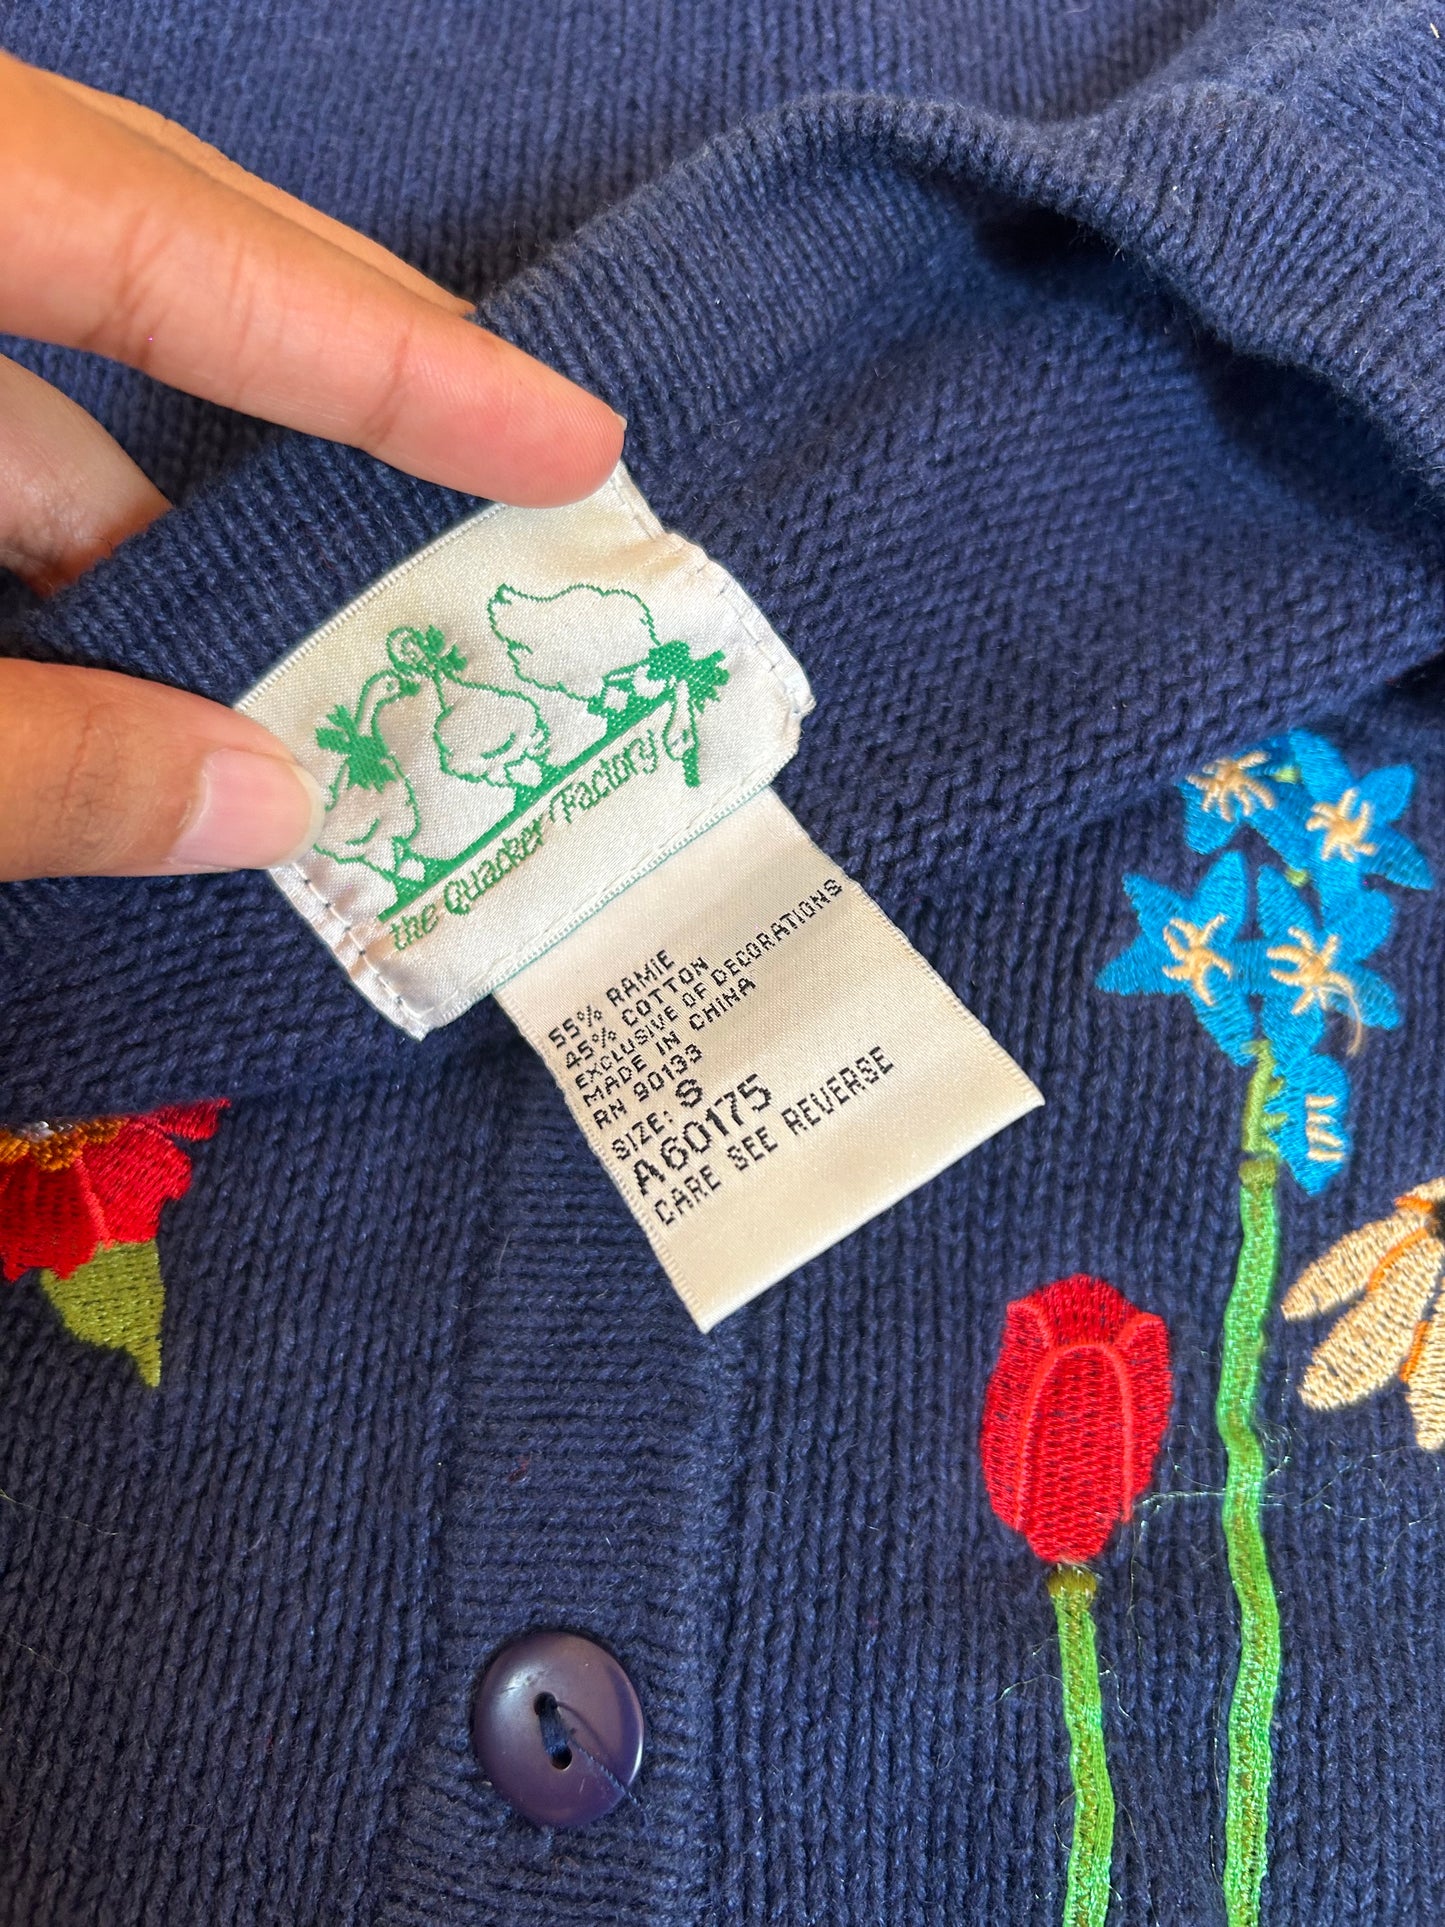 the Quacker Factory
55% RAMIE
45% COTTON
EXCLUSIVE OF DECORATIONS
MADE IN CHINA
RN 90133
SIZE: S
A60175
CARE SEE REVERSE